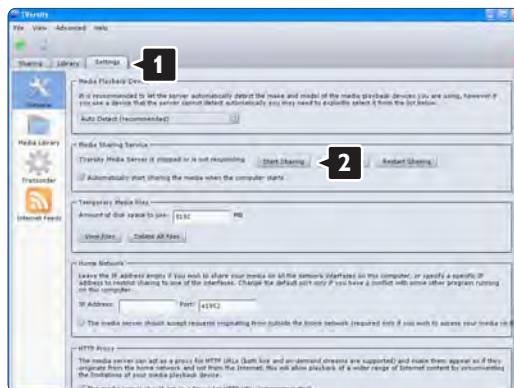 TVersity
File View Advanced Help
Sharing Library Settings
1
Media Playback Device
It is recommended to let the server automatically detect the make and model of the media playback devices you are using, however if
you use a device that the server cannot detect automatically you may need to explicitly select it from the list below.
Auto Detect (recommended)
Media Library
Media Sharing Service
TVersity Media Server is stopped or is not responding. Start Sharing 2 Restart Sharing
Automatically start sharing the media when the computer starts
Transcoder
Temporary Media Files
Amount of disk space to use: 8192 MB
Internet Feeds
View Files Delete All Files
Home Network
Leave the IP address empty if you wish to share your media on all the network interfaces on this computer, or specify a specific IP
address to restrict sharing to one of the interfaces. Change the default port only if you have a conflict with some other program running
on this computer.
IP Address: Port: 41952
The media server should accept requests originating from outside the home network (required only if you wish to access your media on
HTTP Proxy
The media server can act as a proxy for HTTP URLs (both live and on-demand streams are supported) and make them appear as if they
originate from the home network and not from the Internet, this will allow playback of a wider range of Internet content by circumventing
the limitations of your media playback device.